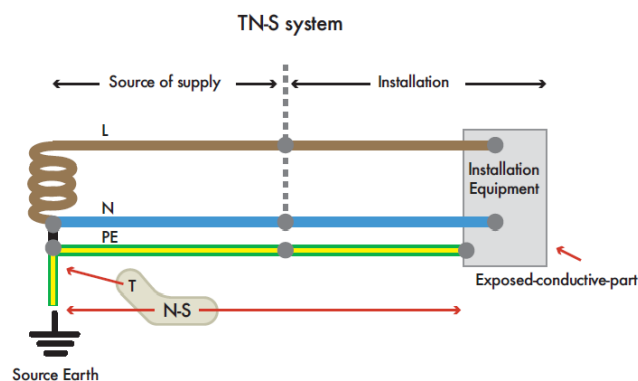 TN-S system
Source of supply
Installation
L
Installation
Equipment
N
PE
T
Exposed-conductive-part
N-S
Source Earth